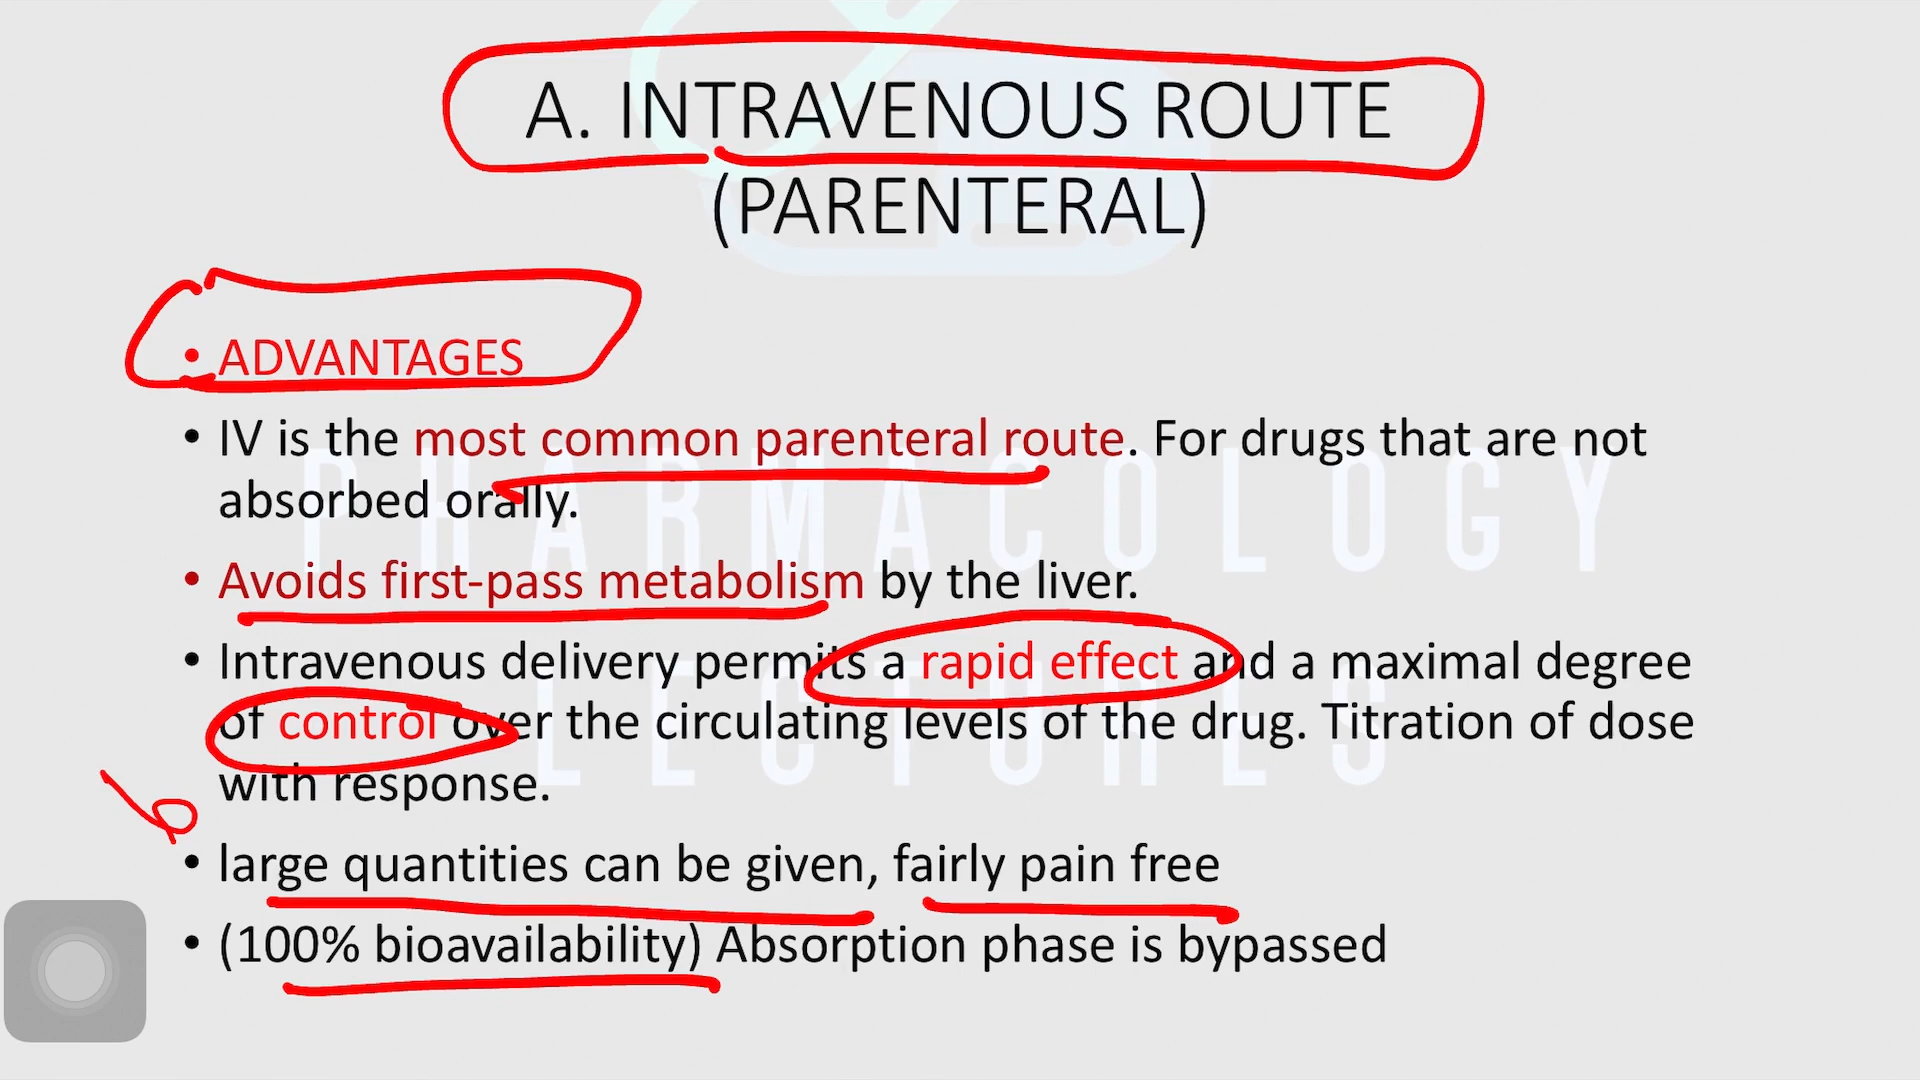 A. INTRAVENOUS ROUTE
(PARENTERAL)
• ADVANTAGES
• IV is the most common parenteral route. For drugs that are not
absorbed orally.
• Avoids first-pass metabolism by the liver.
• Intravenous delivery permits a rapid effect and a maximal degree
of control over the circulating levels of the drug. Titration of dose
with response.
• large quantities can be given, fairly pain free
• (100% bioavailability) Absorption phase is bypassed
PHARMACOLOGY
LECTURES